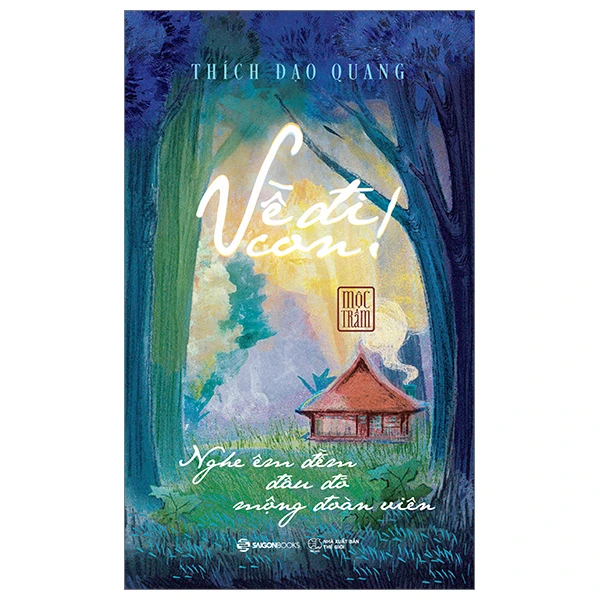 THÍCH ĐẠO QUANG
Về đi
con!
MỘC
TRẦM
Nghe êm đềm
đâu đó
mộng đoàn viên
SAIGONBOOKS
NHÀ XUẤT BẢN
THẾ GIỚI